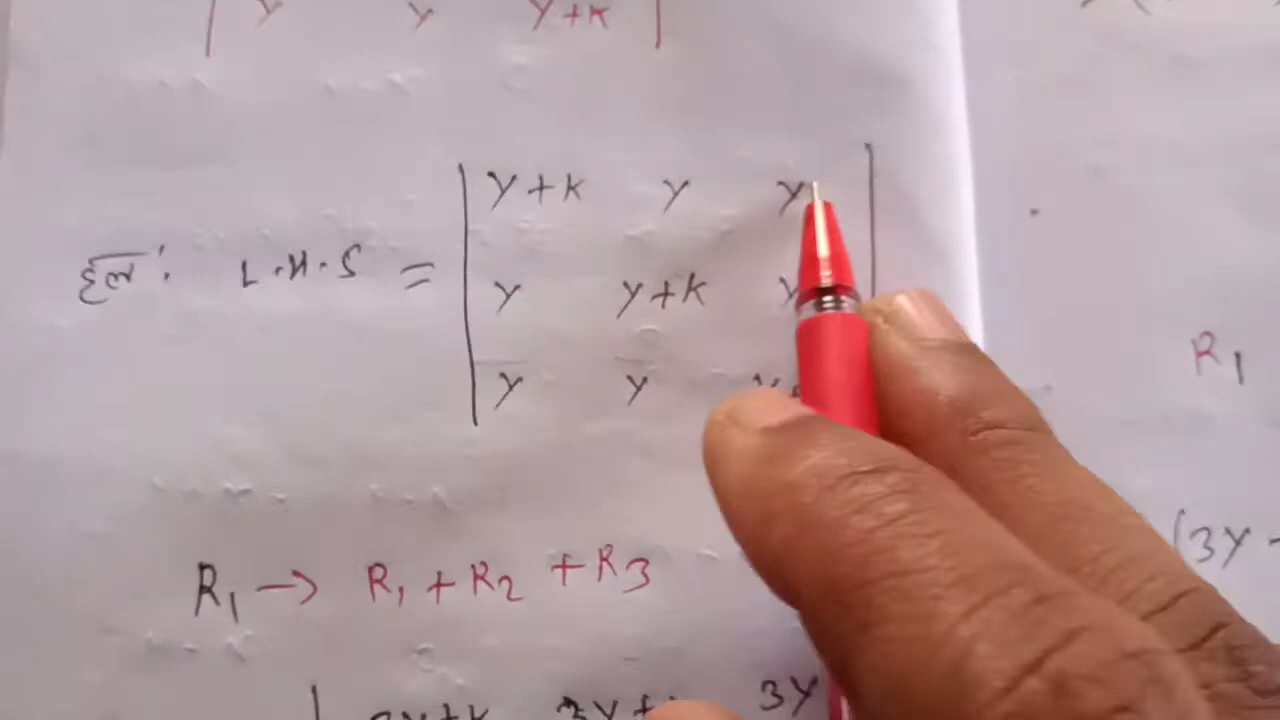 y y y+k
y+k y y
हल: L.H.S =
y y+k y
y y
R1
R1 → R1 + R2 + R3
(3y
3y